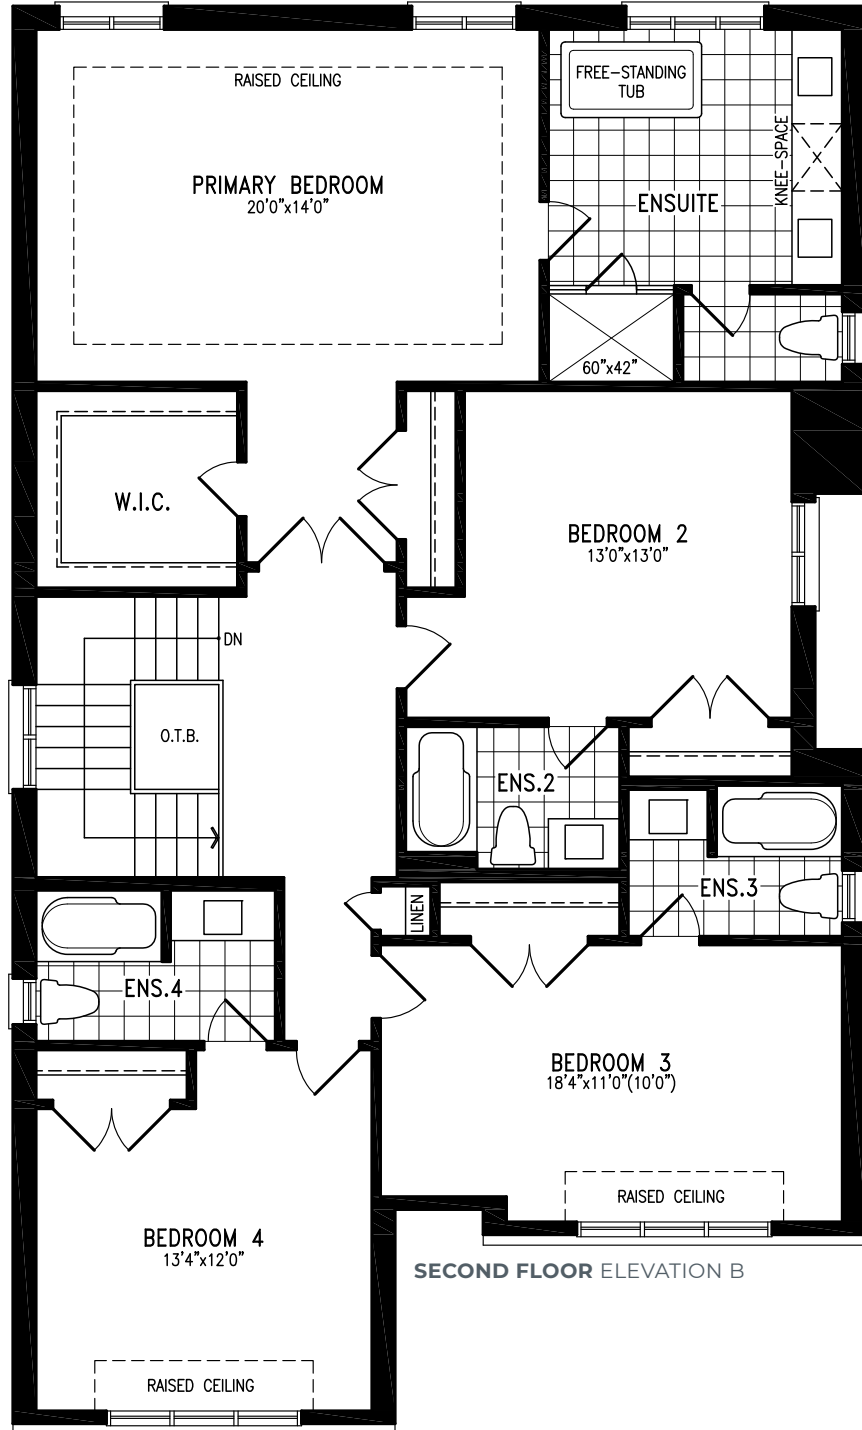 RAISED CEILING
FREE-STANDING
TUB
KNEE-SPACE
PRIMARY BEDROOM
20'0"x14'0"
ENSUITE
60"x42"
W.I.C.
BEDROOM 2
13'0"x13'0"
DN
O.T.B.
ENS.2
ENS.3
LINEN
ENS.4
BEDROOM 3
18'4"x11'0"(10'0")
RAISED CEILING
BEDROOM 4
13'4"x12'0"
SECOND FLOOR ELEVATION B
RAISED CEILING